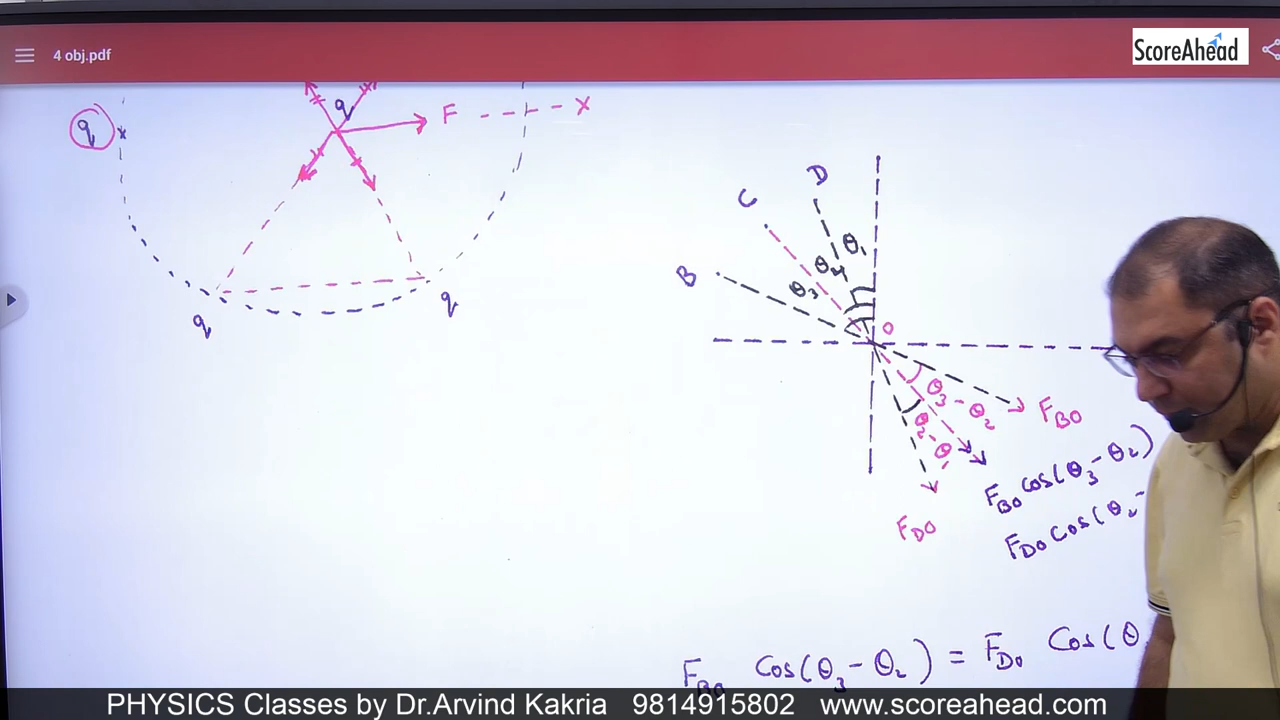 4 obj.pdf
ScoreAhead
q
q
F
X
q
q
D
C
B
θ1
θ4
θ3
O
θ3 - θ2
FBO
θ2 - θ1
FDO
FBO Cos(θ3 - θ2)
FDO Cos(θ2 -
FBO Cos(θ3 - θ2) = FDO Cos(θ
PHYSICS Classes by Dr.Arvind Kakria 9814915802 www.scoreahead.com